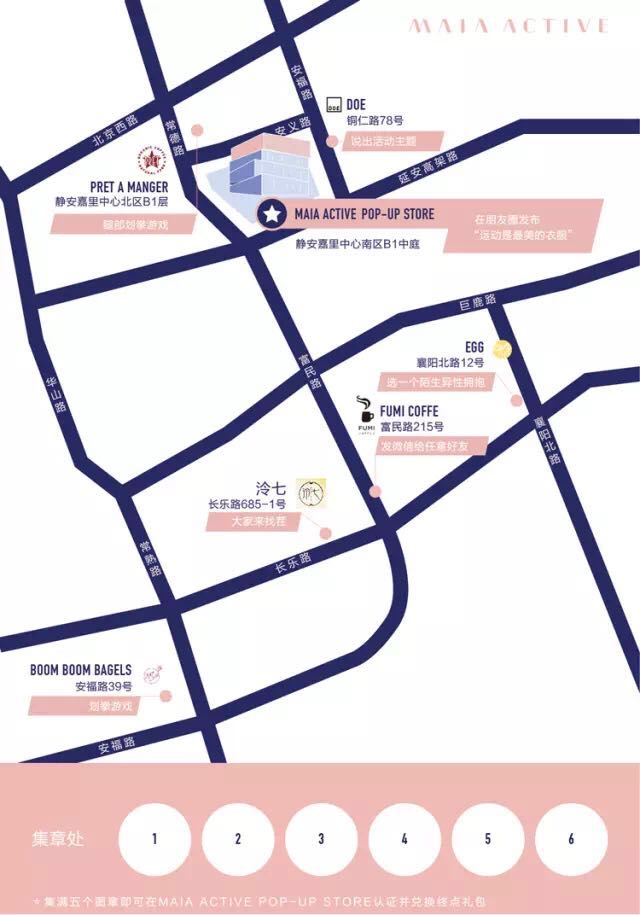 MAIA ACTIVE
安福路
DOE
DOE
铜仁路78号
说出活动主题
北京西路
常德路
安义路
延安高架路
PRET
PRET A MANGER
静安嘉里中心北区B1层
腿部划拳游戏
MAIA ACTIVE POP-UP STORE
静安嘉里中心南区B1中庭
在朋友圈发布
“运动是最美的衣服”
巨鹿路
EGG
襄阳北路12号
选一个陌生异性拥抱
富民路
华山路
FUMI
COFFEE
FUMI COFFE
富民路215号
发微信给任意好友
襄阳北路
泠七
长乐路685-1号
大家来找茬
常熟路
长乐路
BOOM BOOM BAGELS
安福路39号
划拳游戏
安福路
集章处
1
2
3
4
5
6
* 集满五个图章即可在MAIA ACTIVE POP-UP STORE认证并兑换终点礼包